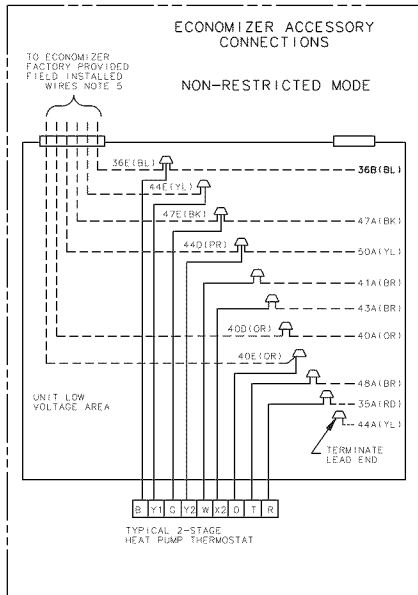 ECONOMIZER ACCESSORY
CONNECTIONS
NON-RESTRICTED MODE
TO ECONOMIZER
FACTORY PROVIDED
FIELD INSTALLED
WIRES NOTE 5
36E(BL)
36B(BL)
44E(YL)
47E(BK)
47A(BK)
44D(PR)
50A(YL)
41A(BR)
43A(BR)
40D(OR)
40A(OR)
40E(OR)
48A(BR)
35A(RD)
44A(YL)
UNIT LOW
VOLTAGE AREA
TERMINATE
LEAD END
B Y1 G Y2 W X2 O T R
TYPICAL 2-STAGE
HEAT PUMP THERMOSTAT